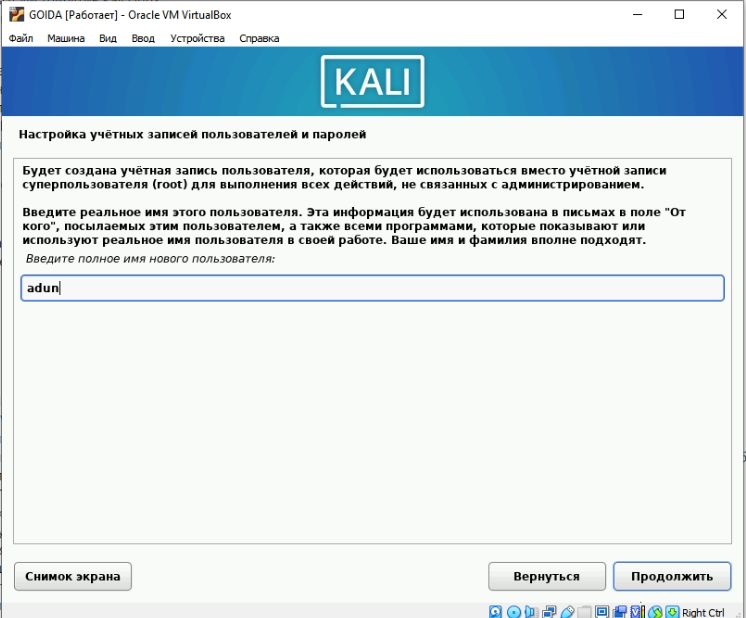 GOIDA [Работает] - Oracle VM VirtualBox
Файл Машина Вид Ввод Устройства Справка
KALI
Настройка учётных записей пользователей и паролей
Будет создана учётная запись пользователя, которая будет использоваться вместо учётной записи
суперпользователя (root) для выполнения всех действий, не связанных с администрированием.
Введите реальное имя этого пользователя. Эта информация будет использована в письмах в поле "От
кого", посылаемых этим пользователем, а также всеми программами, которые показывают или
используют реальное имя пользователя в своей работе. Ваше имя и фамилия вполне подходят.
Введите полное имя нового пользователя:
adun
Снимок экрана Вернуться Продолжить
Right Ctrl